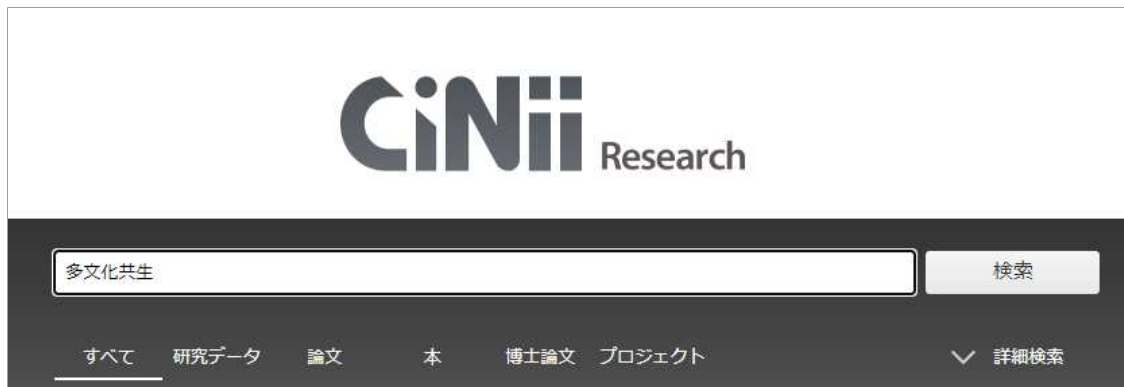 CiNii Research
多文化共生
検索
すべて 研究データ 論文 本 博士論文 プロジェクト 詳細検索